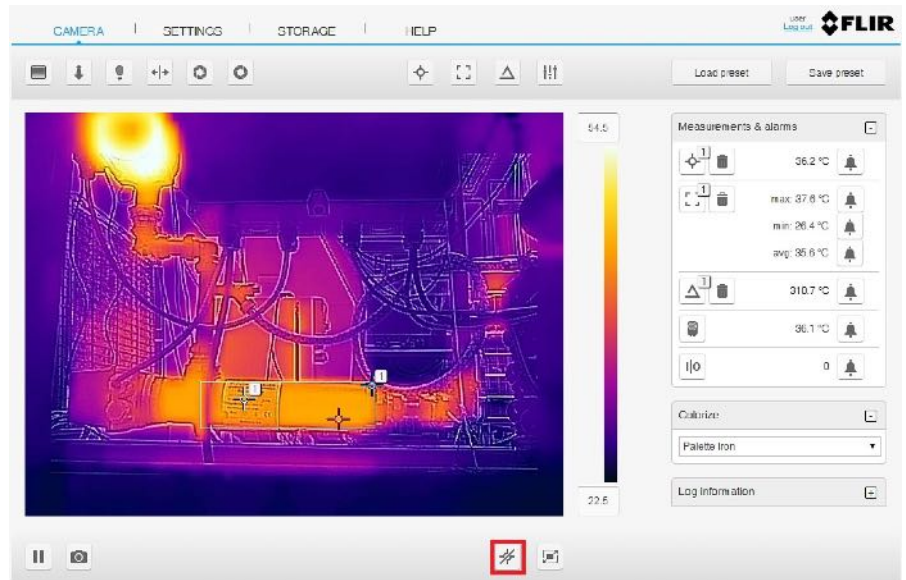 CAMERA SETTINGS STORAGE HELP
user
Log out
FLIR
Load preset Save preset
54.5
22.5
1
1
Measurements & alarms
1 36.2 °C
1 max: 37.6 °C
min: 26.4 °C
avg: 35.6 °C
1 310.7 °C
36.1 °C
I|O 0
Colorize
Palette Iron
Log information